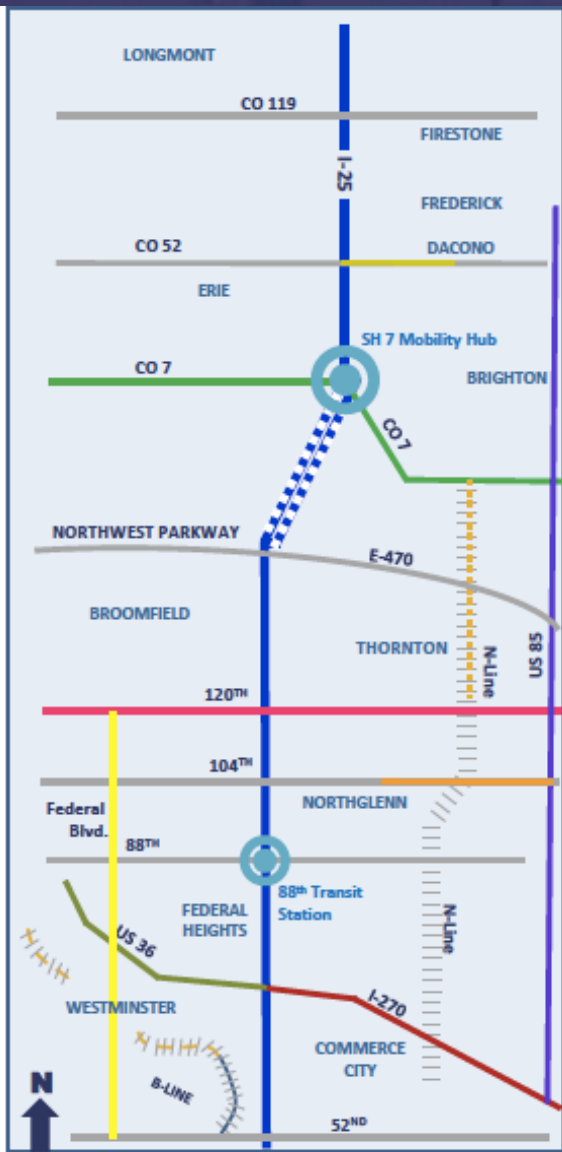 LONGMONT
CO 119
FIRESTONE
I-25
FREDERICK
CO 52
DACONO
ERIE
SH 7 Mobility Hub
CO 7
BRIGHTON
CO 7
NORTHWEST PARKWAY
E-470
BROOMFIELD
THORNTON
N-Line
US 85
120TH
104TH
NORTHGLENN
Federal
Blvd.
88TH
88th Transit
Station
FEDERAL
HEIGHTS
N-Line
US 36
WESTMINSTER
I-270
COMMERCE
CITY
B-LINE
N
52ND